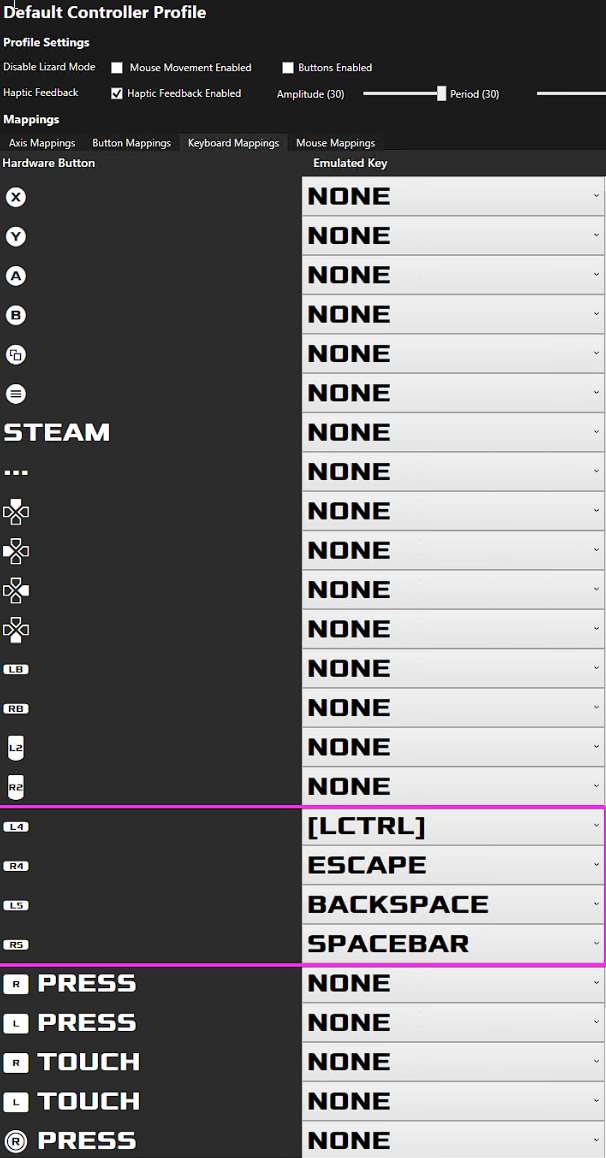 Default Controller Profile
Profile Settings
Disable Lizard Mode Mouse Movement Enabled Buttons Enabled
Haptic Feedback Haptic Feedback Enabled Amplitude (30) Period (30)
Mappings
Axis Mappings Button Mappings Keyboard Mappings Mouse Mappings
Hardware Button Emulated Key
X NONE
Y NONE
A NONE
B NONE
NONE
NONE
STEAM NONE
... NONE
NONE
NONE
NONE
NONE
LB NONE
RB NONE
L2 NONE
R2 NONE
L4 [LCTRL]
R4 ESCAPE
L5 BACKSPACE
R5 SPACEBAR
R PRESS NONE
L PRESS NONE
R TOUCH NONE
L TOUCH NONE
R PRESS NONE